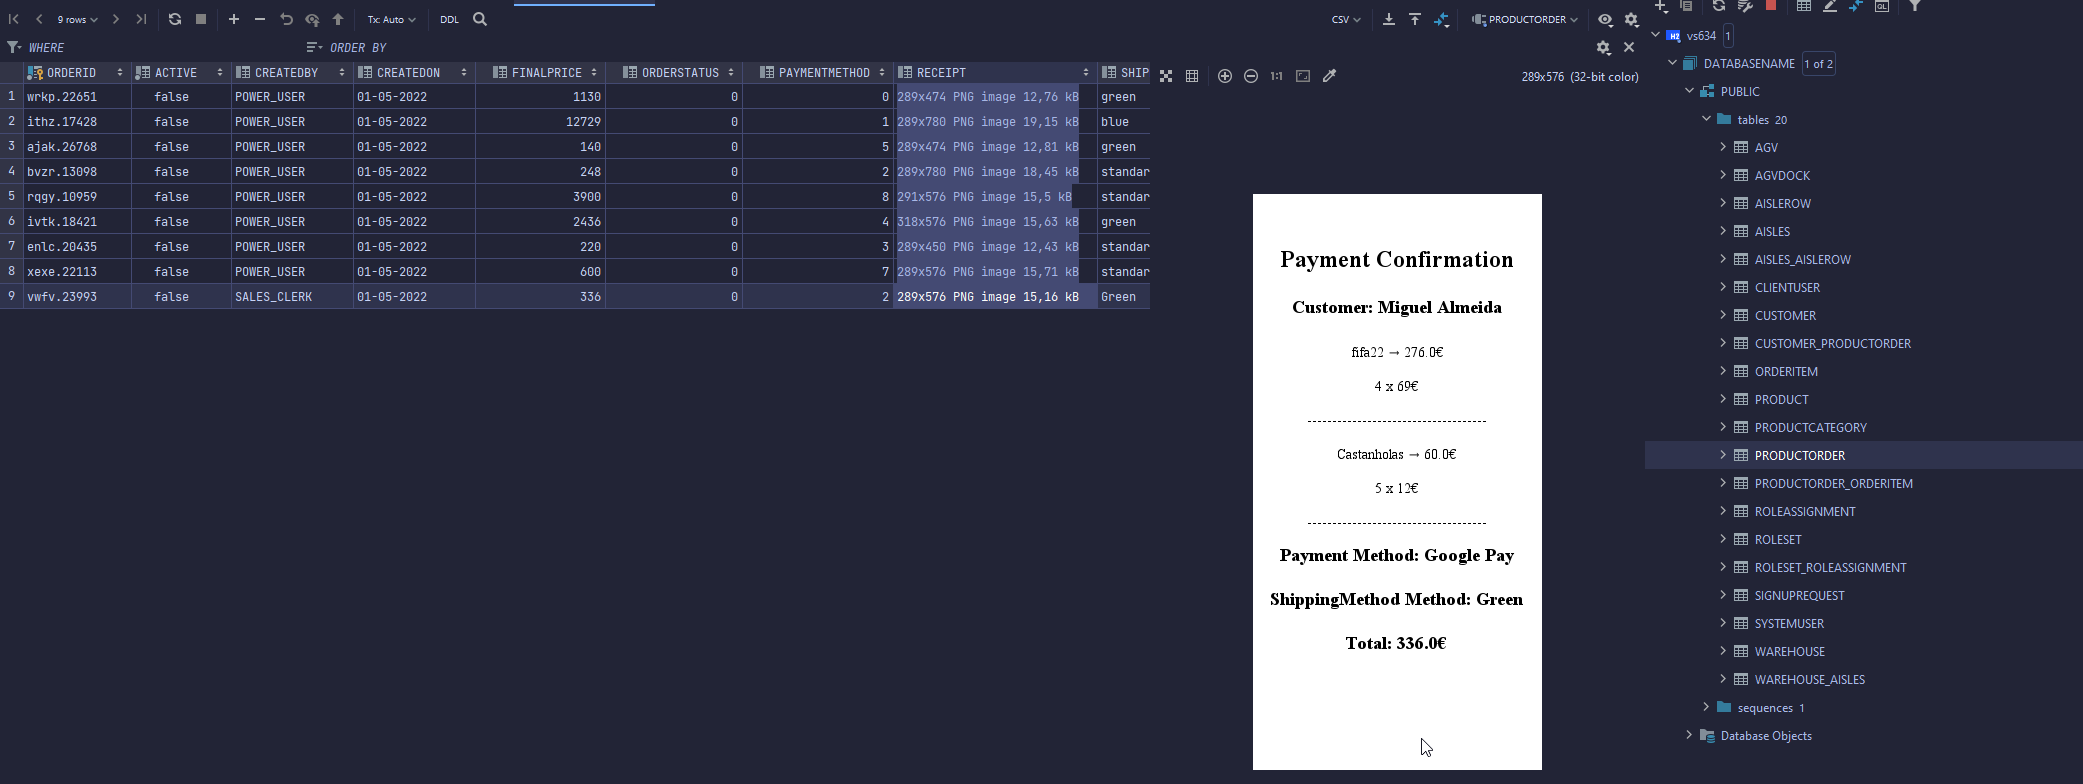 9 rows Tx: Auto DDL CSV PRODUCTORDER
WHERE ORDER BY
ORDERID ACTIVE CREATEDBY CREATEDON FINALPRICE ORDERSTATUS PAYMENTMETHOD RECEIPT SHIP
1 wrkp.22651 false POWER_USER 01-05-2022 1130 0 0 289x474 PNG image 12,76 kB green
2 ithz.17428 false POWER_USER 01-05-2022 12729 0 1 289x780 PNG image 19,15 kB blue
3 ajak.26768 false POWER_USER 01-05-2022 140 0 5 289x474 PNG image 12,81 kB green
4 bvzr.13098 false POWER_USER 01-05-2022 248 0 2 289x780 PNG image 18,45 kB standar
5 rqgy.10959 false POWER_USER 01-05-2022 3900 0 8 291x576 PNG image 15,5 kB standar
6 ivtk.18421 false POWER_USER 01-05-2022 2436 0 4 318x576 PNG image 15,63 kB green
7 enlc.20435 false POWER_USER 01-05-2022 220 0 3 289x450 PNG image 12,43 kB standar
8 xexe.22113 false POWER_USER 01-05-2022 600 0 7 289x576 PNG image 15,71 kB standar
9 vwfv.23993 false SALES_CLERK 01-05-2022 336 0 2 289x576 PNG image 15,16 kB Green
1:1 289x576 (32-bit color)
Payment Confirmation
Customer: Miguel Almeida
fifa22 → 276.0€
4 x 69€
------------------------------------
Castanholas → 60.0€
5 x 12€
------------------------------------
Payment Method: Google Pay
ShippingMethod Method: Green
Total: 336.0€
QL
H2 vs634 1
DATABASENAME 1 of 2
PUBLIC
tables 20
AGV
AGVDOCK
AISLEROW
AISLES
AISLES_AISLEROW
CLIENTUSER
CUSTOMER
CUSTOMER_PRODUCTORDER
ORDERITEM
PRODUCT
PRODUCTCATEGORY
PRODUCTORDER
PRODUCTORDER_ORDERITEM
ROLEASSIGNMENT
ROLESET
ROLESET_ROLEASSIGNMENT
SIGNUPREQUEST
SYSTEMUSER
WAREHOUSE
WAREHOUSE_AISLES
sequences 1
Database Objects